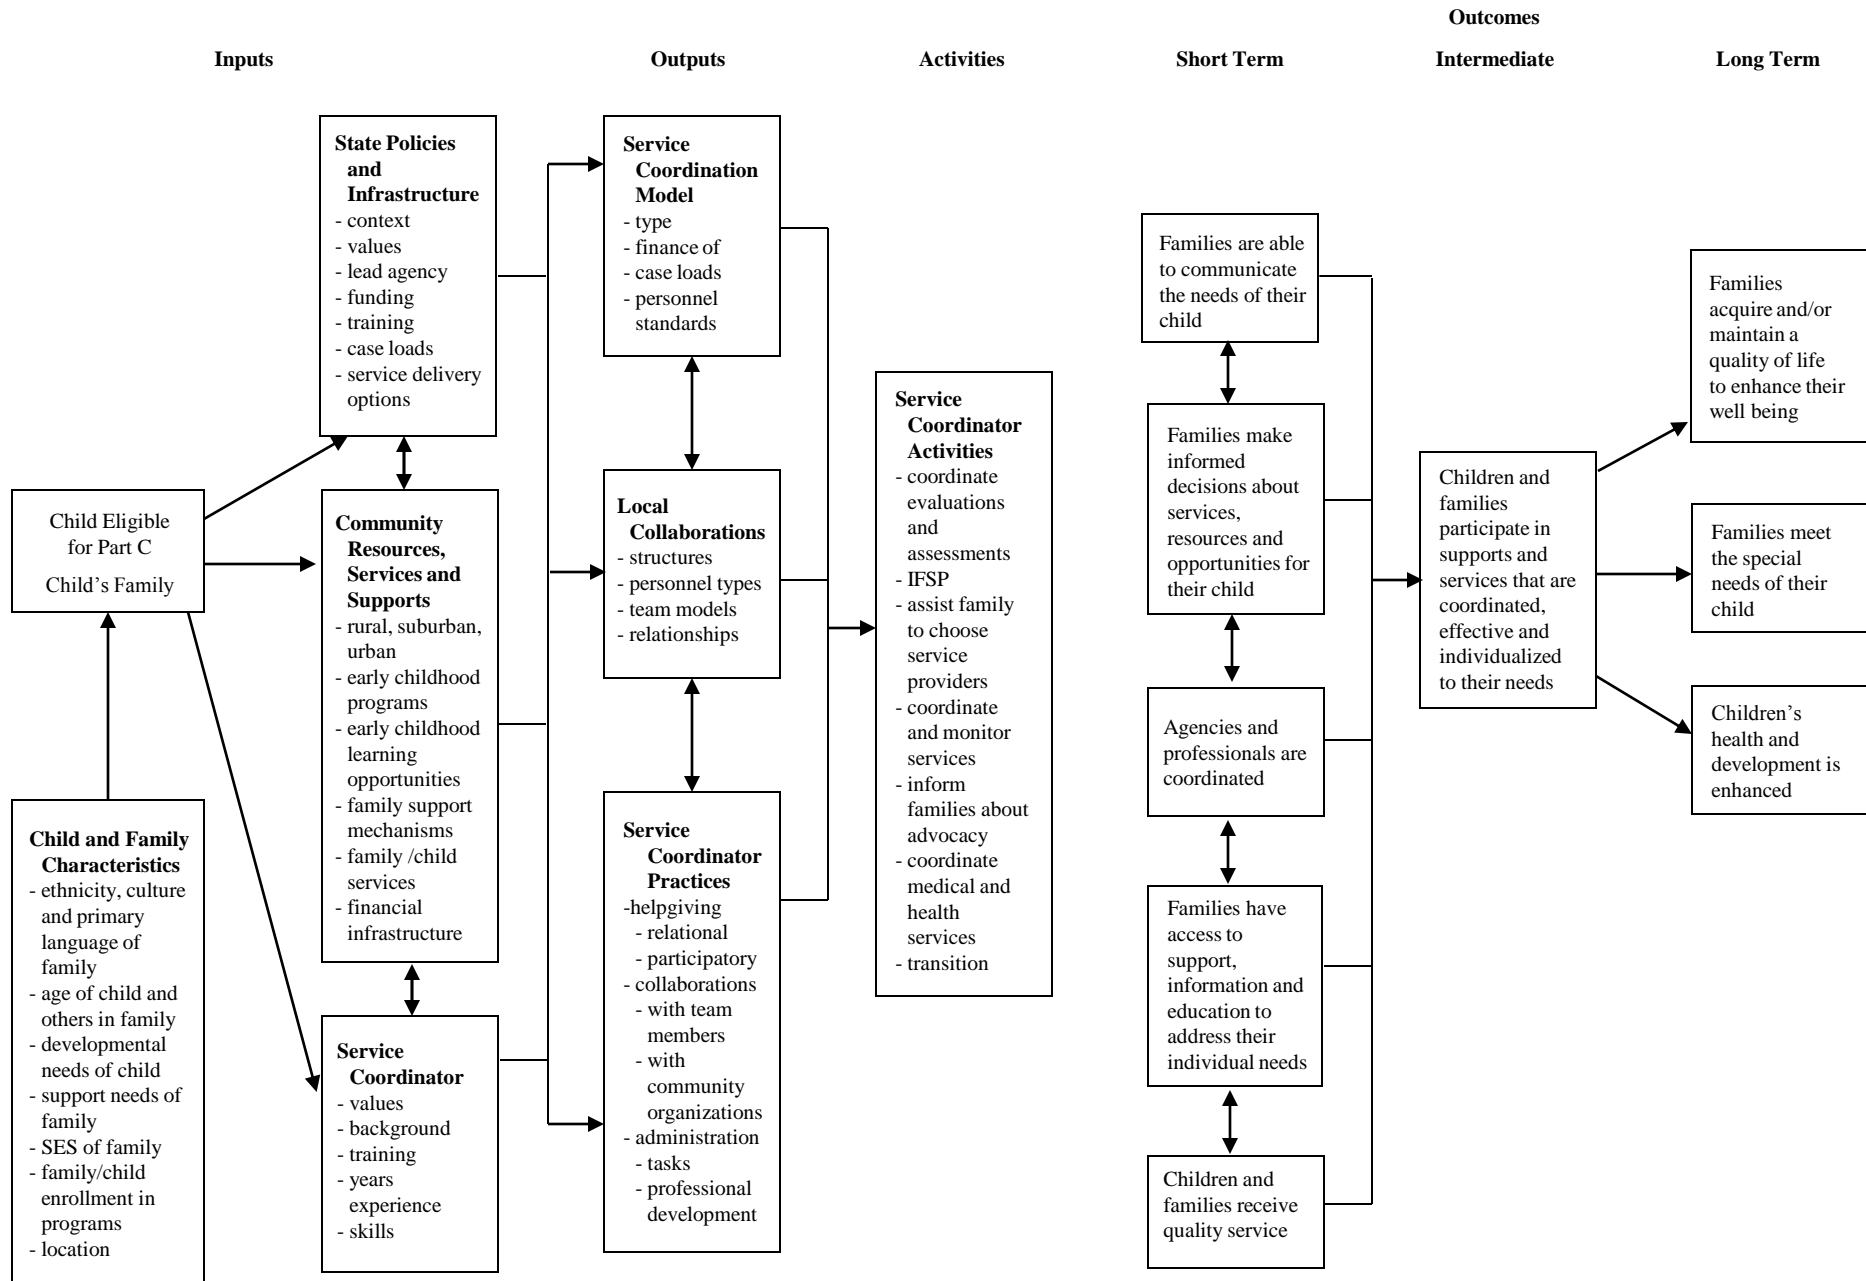 Outcomes
Inputs
Outputs
Activities
Short Term
Intermediate
Long Term
Child Eligible
for Part C
Child’s Family
Child and Family
Characteristics
- ethnicity, culture
and primary
language of
family
- age of child and
others in family
- developmental
needs of child
- support needs of
family
- SES of family
- family/child
enrollment in
programs
- location
State Policies
and
Infrastructure
- context
- values
- lead agency
- funding
- training
- case loads
- service delivery
options
Community
Resources,
Services and
Supports
- rural, suburban,
urban
- early childhood
programs
- early childhood
learning
opportunities
- family support
mechanisms
- family /child
services
- financial
infrastructure
Service
Coordinator
- values
- background
- training
- years
experience
- skills
Service
Coordination
Model
- type
- finance of
- case loads
- personnel
standards
Local
Collaborations
- structures
- personnel types
- team models
- relationships
Service
Coordinator
Practices
-helpgiving
- relational
- participatory
- collaborations
- with team
members
- with
community
organizations
- administration
- tasks
- professional
development
Service
Coordinator
Activities
- coordinate
evaluations
and
assessments
- IFSP
- assist family
to choose
service
providers
- coordinate
and monitor
services
- inform
families about
advocacy
- coordinate
medical and
health
services
- transition
Families are able
to communicate
the needs of their
child
Families make
informed
decisions about
services,
resources and
opportunities for
their child
Agencies and
professionals are
coordinated
Families have
access to
support,
information and
education to
address their
individual needs
Children and
families receive
quality service
Children and
families
participate in
supports and
services that are
coordinated,
effective and
individualized
to their needs
Families
acquire and/or
maintain a
quality of life
to enhance their
well being
Families meet
the special
needs of their
child
Children’s
health and
development is
enhanced